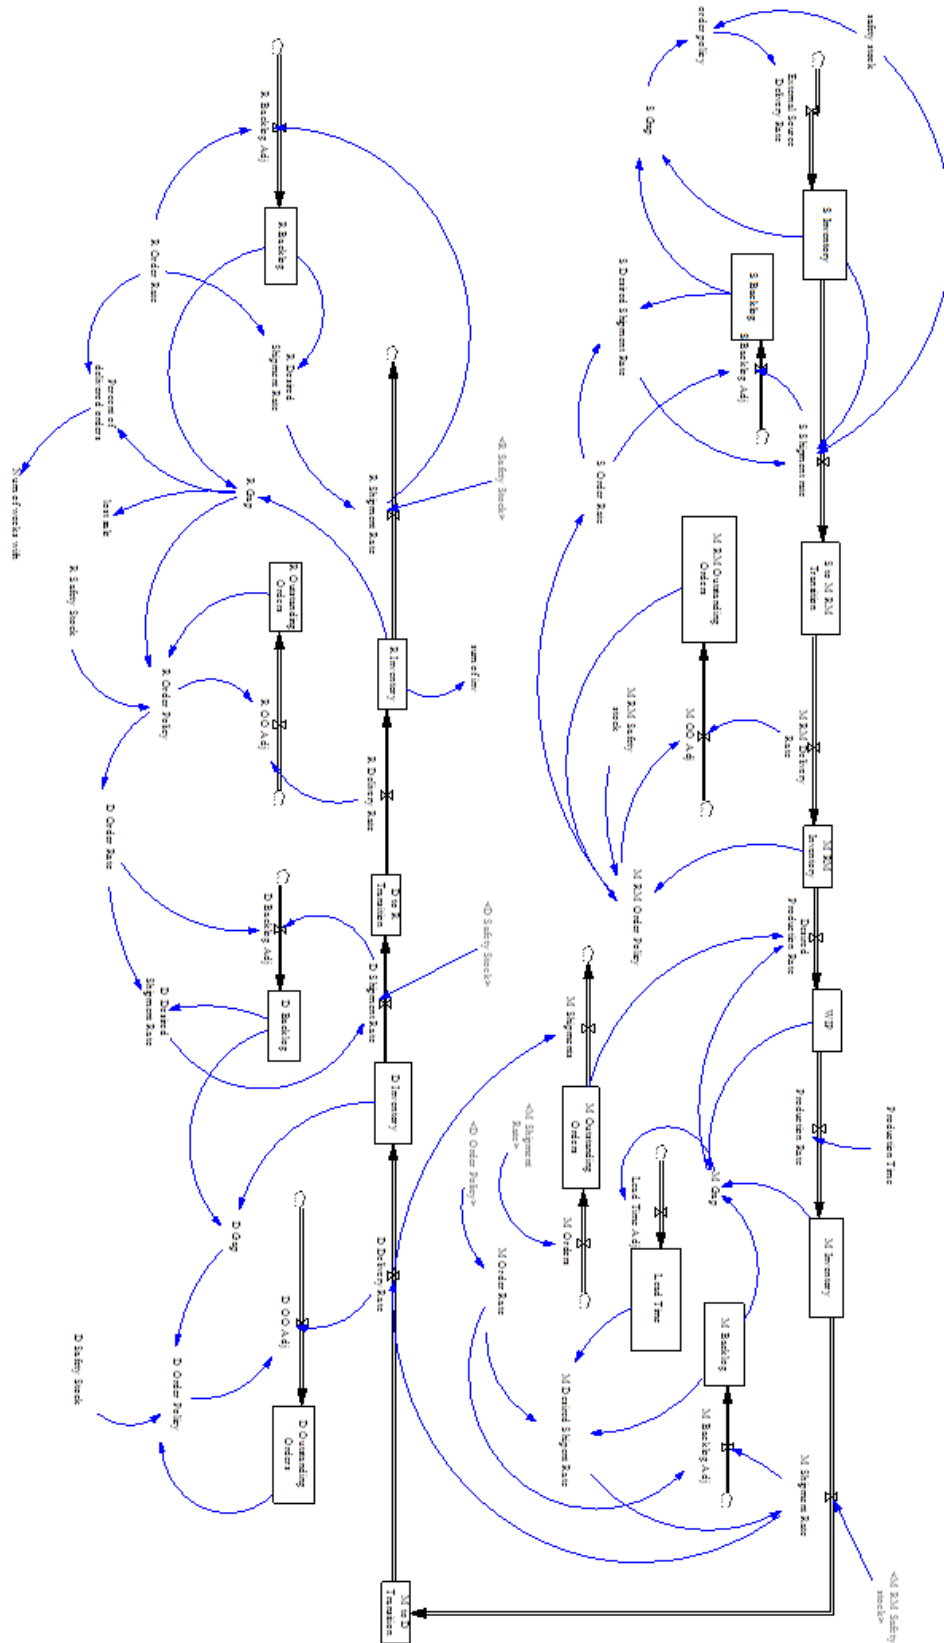 safety stock
order policy
External Source
Delivery Rate
S Gap
S Inventory
S Backlog
S Backlog Adj
S Desired Shipment Rate
S Shipment rate
S Order Rate
S to M RM
Transition
M RM Outstanding
Orders
M OO Adj
M RM Safety
stock
M RM Delivery
Rate
M RM
Inventory
M RM Order Policy
Desired
Production Rate
WIP
Production Rate
Production Time
M Shipments
M Outstanding
Orders
M Orders
<M Shipment
Rate>
<D Order Policy>
M Order Rate
M Gap
Lead Time Adj
Lead Time
M Inventory
M Backlog
M Backlog Adj
M Desired Shipent Rate
M Shipment Rate
<M RM Safety
stock>
M to D
Transition
R Backlog Adj
R Backlog
R Order Rate
R Desired
Shipment Rate
Percent of
delivered orders
Num of weeks with
lost sale
R Gap
R Shipment Rate
<R Safety Stock>
R Safety Stock
R Outstanding
Orders
R Order Policy
R OO Adj
R Inventory
sum of inv
R Delivery Rate
D to R
Transition
D Order Rate
D Backlog Adj
D Backlog
D Desired
Shipment Rate
D Shipment Rate
<D Safety Stock>
D Inventory
D Gap
D Delivery Rate
D OO Adj
D Safety Stock
D Order Policy
D Outstanding
Orders